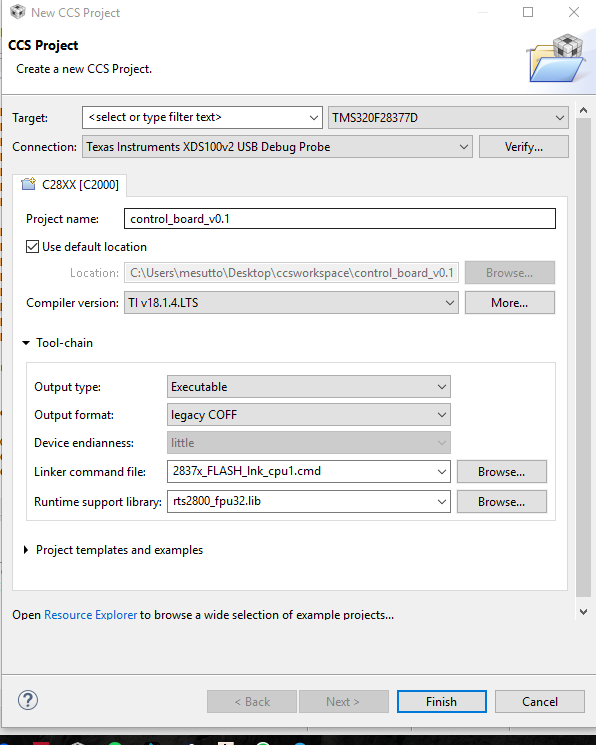 New CCS Project
CCS Project
Create a new CCS Project.
Target: <select or type filter text> TMS320F28377D
Connection: Texas Instruments XDS100v2 USB Debug Probe Verify...
C28XX [C2000]
Project name: control_board_v0.1
Use default location
Location: C:\Users\mesutto\Desktop\ccsworkspace\control_board_v0.1 Browse...
Compiler version: TI v18.1.4.LTS More...
Tool-chain
Output type: Executable
Output format: legacy COFF
Device endianness: little
Linker command file: 2837x_FLASH_lnk_cpu1.cmd Browse...
Runtime support library: rts2800_fpu32.lib Browse...
Project templates and examples
Open Resource Explorer to browse a wide selection of example projects...
< Back Next > Finish Cancel